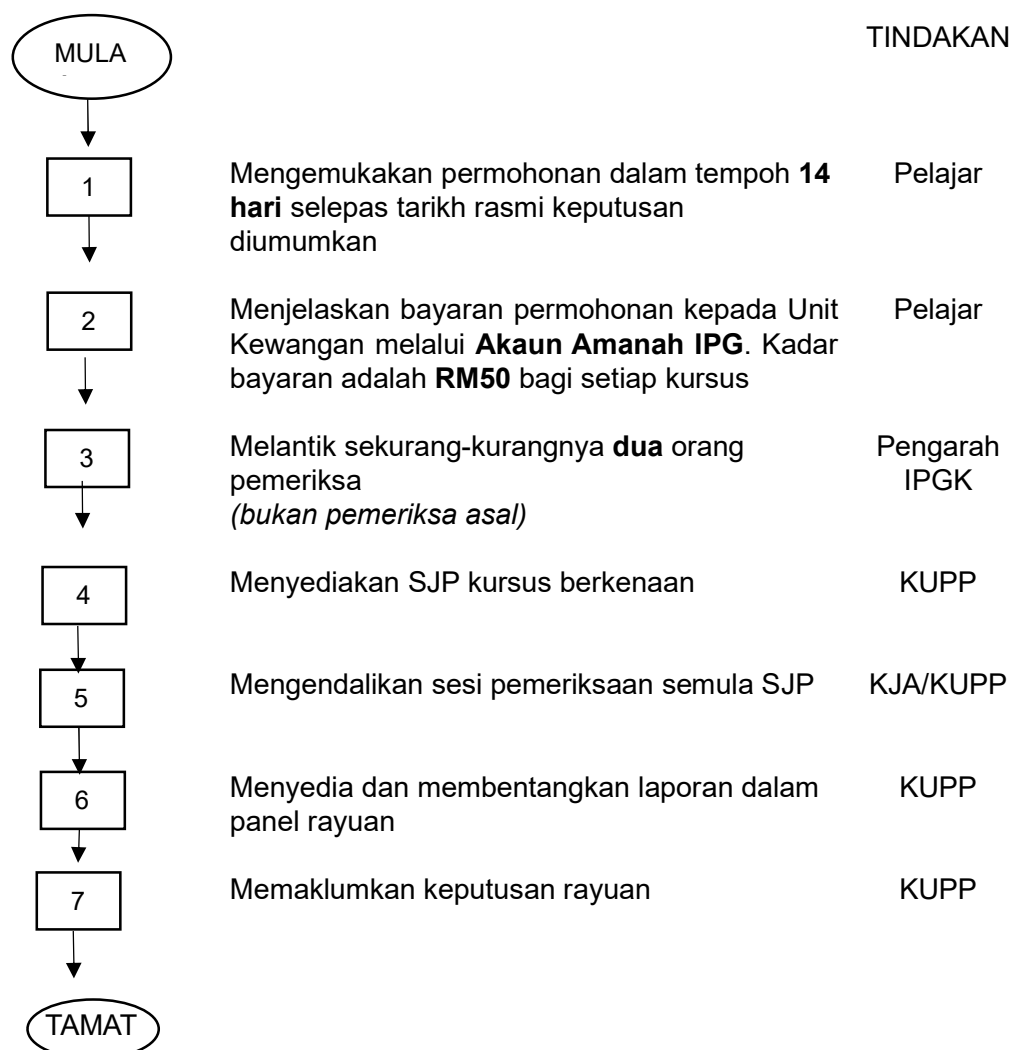 MULA
TINDAKAN
1
Mengemukakan permohonan dalam tempoh 14
hari selepas tarikh rasmi keputusan
diumumkan
Pelajar
2
Menjelaskan bayaran permohonan kepada Unit
Kewangan melalui Akaun Amanah IPG. Kadar
bayaran adalah RM50 bagi setiap kursus
Pelajar
3
Melantik sekurang-kurangnya dua orang
pemeriksa
(bukan pemeriksa asal)
Pengarah
IPGK
4
Menyediakan SJP kursus berkenaan
KUPP
5
Mengendalikan sesi pemeriksaan semula SJP
KJA/KUPP
6
Menyedia dan membentangkan laporan dalam
panel rayuan
KUPP
7
Memaklumkan keputusan rayuan
KUPP
TAMAT